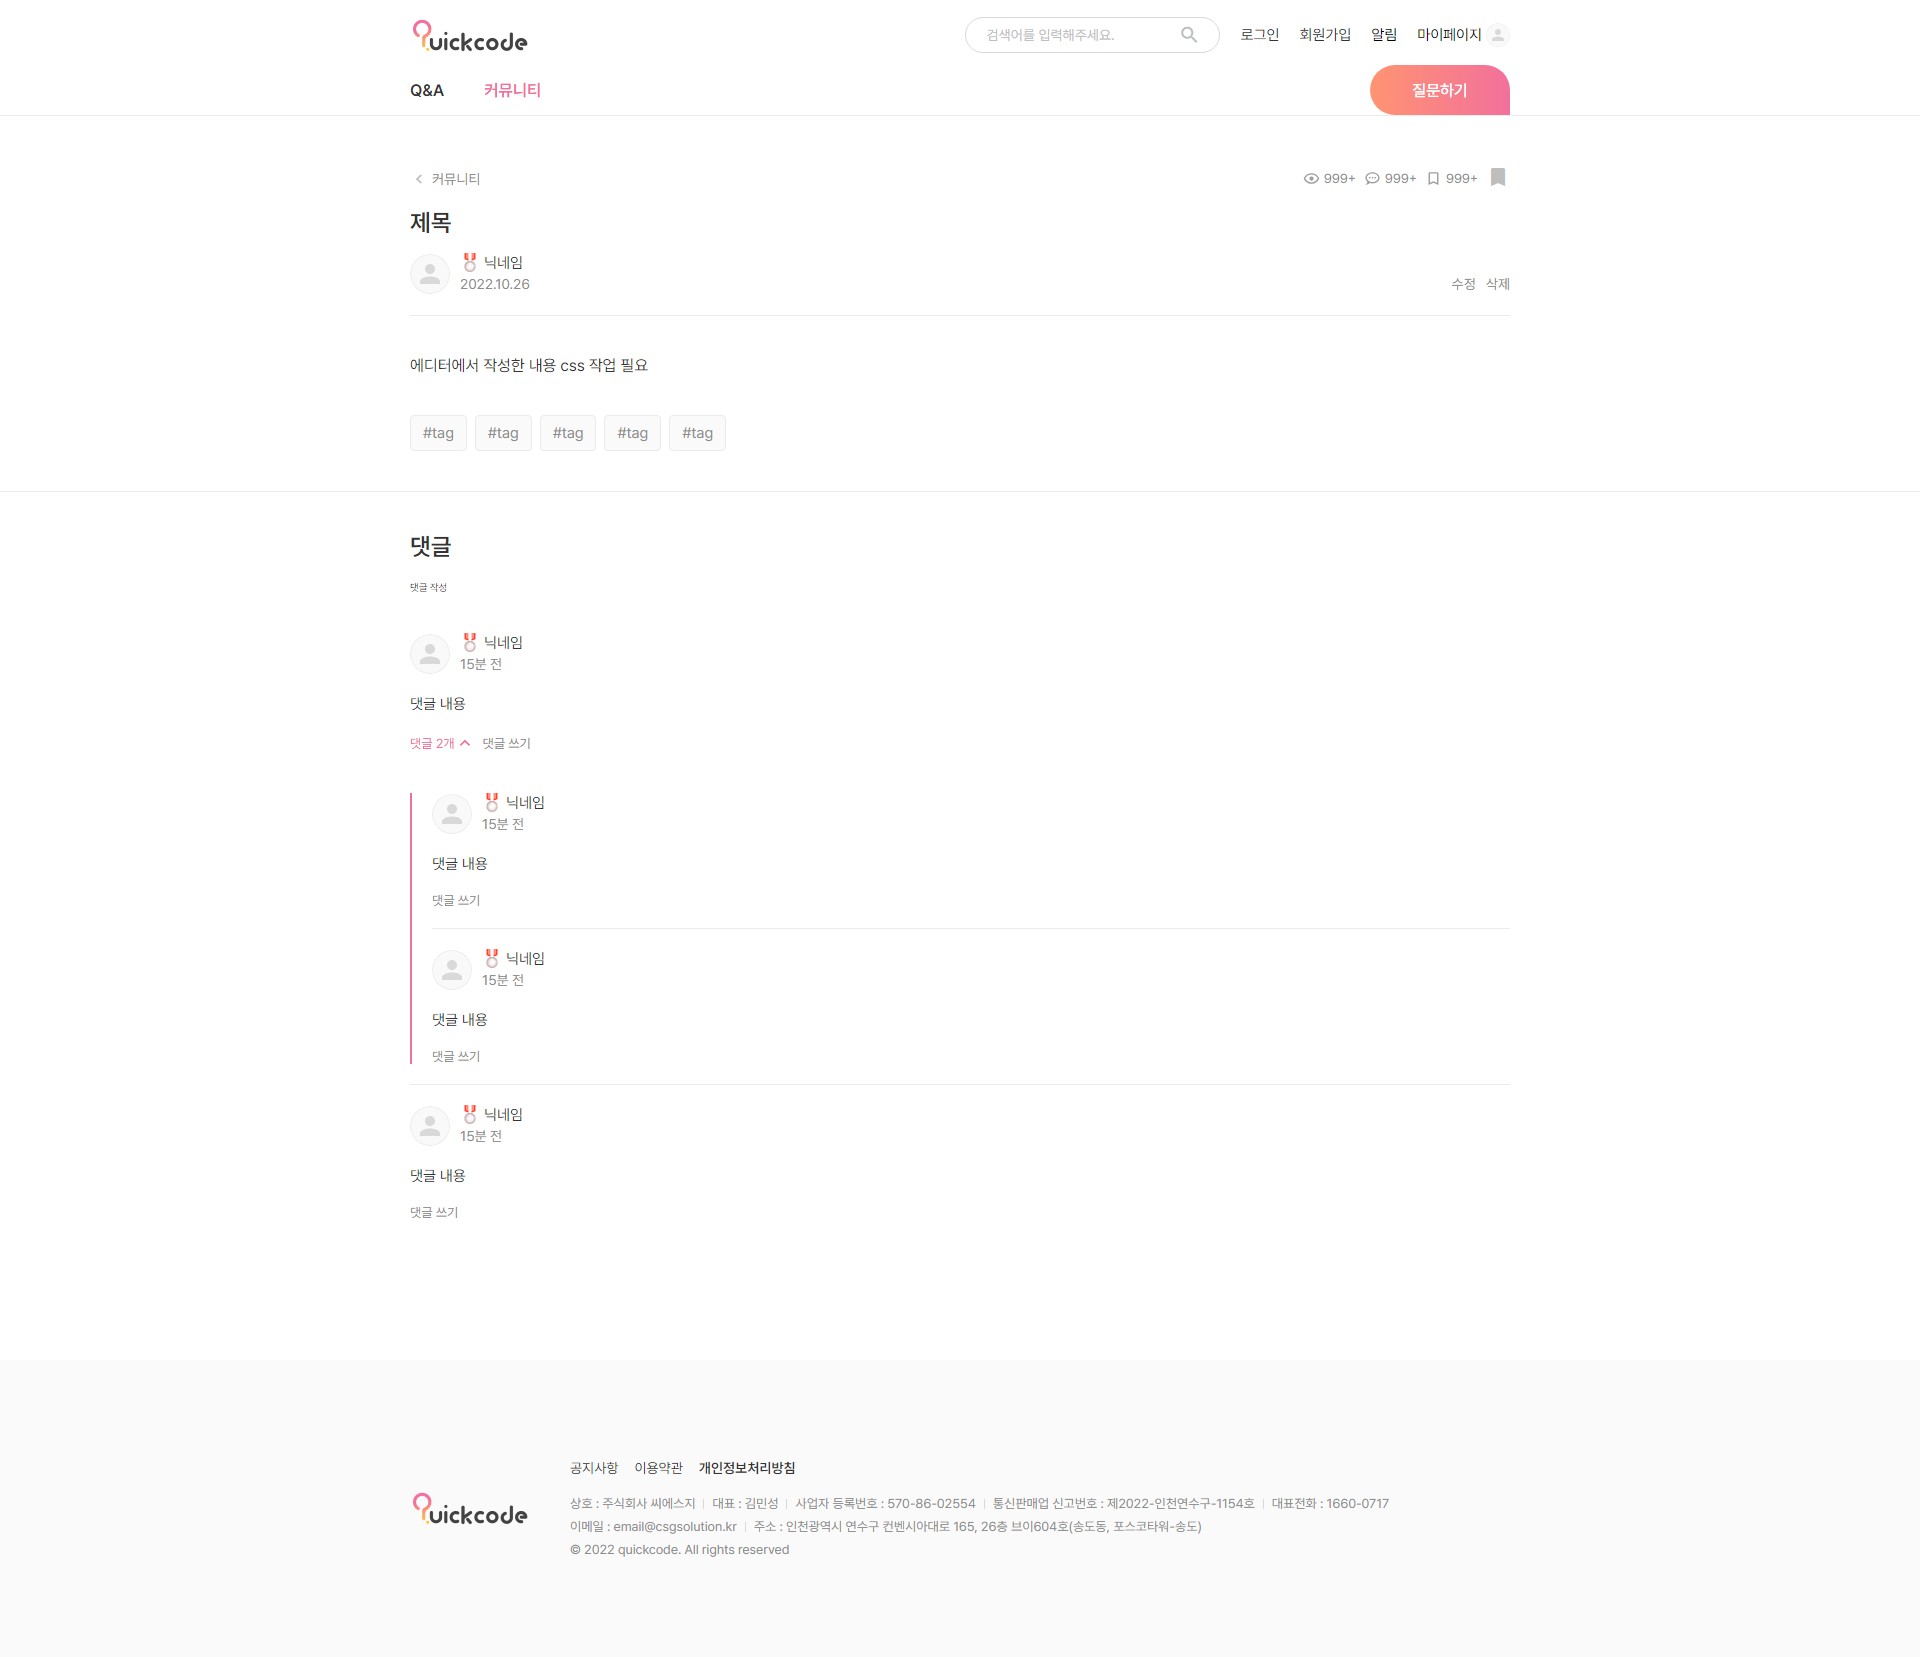 Quickcode
검색어를 입력해주세요.
로그인 회원가입 알림 마이페이지
Q&A 커뮤니티
질문하기
커뮤니티
999+ 999+ 999+
제목
닉네임
2022.10.26
수정 삭제
에디터에서 작성한 내용 css 작업 필요
#tag #tag #tag #tag #tag
댓글
댓글 작성
닉네임
15분 전
댓글 내용
댓글 2개 댓글 쓰기
닉네임
15분 전
댓글 내용
댓글 쓰기
닉네임
15분 전
댓글 내용
댓글 쓰기
닉네임
15분 전
댓글 내용
댓글 쓰기
공지사항 이용약관 개인정보처리방침
Quickcode
상호 : 주식회사 씨에스지 | 대표 : 김민성 | 사업자 등록번호 : 570-86-02554 | 통신판매업 신고번호 : 제2022-인천연수구-1154호 | 대표전화 : 1660-0717
이메일 : email@csgsolution.kr | 주소 : 인천광역시 연수구 컨벤시아대로 165, 26층 브이604호(송도동, 포스코타워-송도)
© 2022 quickcode. All rights reserved